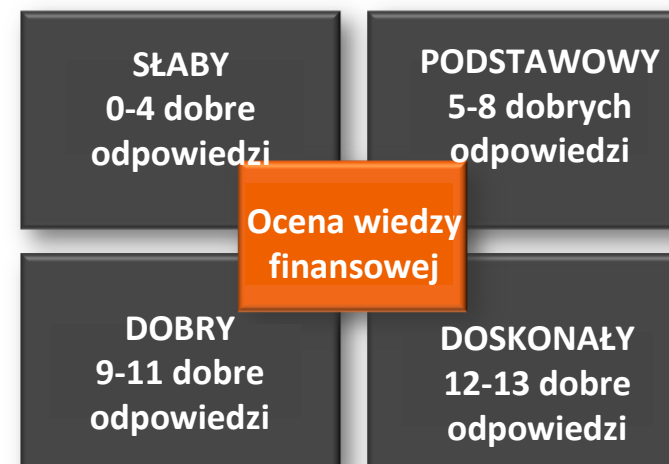 SŁABY
0-4 dobre
odpowiedzi
PODSTAWOWY
5-8 dobrych
odpowiedzi
Ocena wiedzy
finansowej
DOBRY
9-11 dobre
odpowiedzi
DOSKONAŁY
12-13 dobre
odpowiedzi